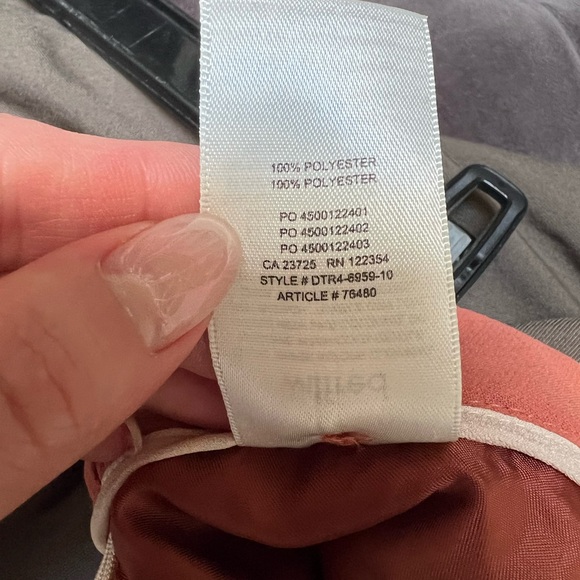 100% POLYESTER
100% POLYESTER
PO 4500122401
PO 4500122402
PO 4500122403
CA 23725 RN 122354
STYLE # DTR4-6959-10
ARTICLE # 76480
wilfred